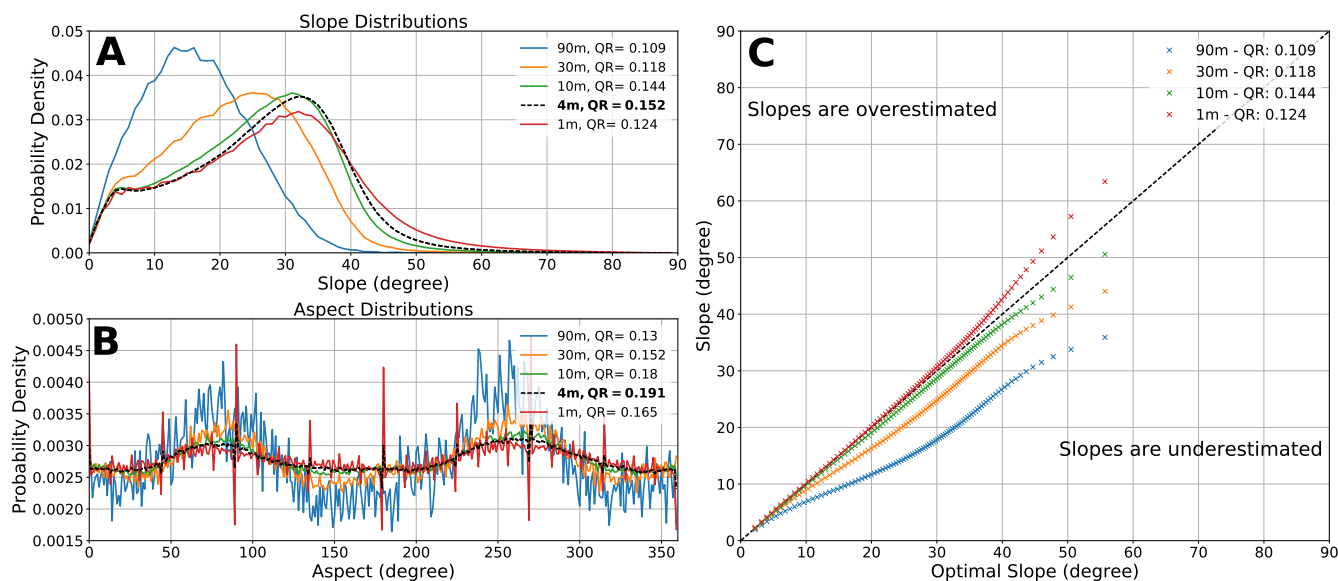 Slope Distributions
A
Probability Density
0.05
0.04
0.03
0.02
0.01
0.00
90m, QR= 0.109
30m, QR= 0.118
10m, QR= 0.144
4m, QR = 0.152
1m, QR= 0.124
0 10 20 30 40 50 60 70 80 90
Slope (degree)
Aspect Distributions
B
Probability Density
0.0050
0.0045
0.0040
0.0035
0.0030
0.0025
0.0020
0.0015
90m, QR= 0.13
30m, QR= 0.152
10m, QR= 0.18
4m, QR = 0.191
1m, QR= 0.165
0 50 100 150 200 250 300 350
Aspect (degree)
C
Slope (degree)
90
80
70
60
50
40
30
20
10
0
90m - QR: 0.109
30m - QR: 0.118
10m - QR: 0.144
1m - QR: 0.124
Slopes are overestimated
Slopes are underestimated
0 10 20 30 40 50 60 70 80 90
Optimal Slope (degree)